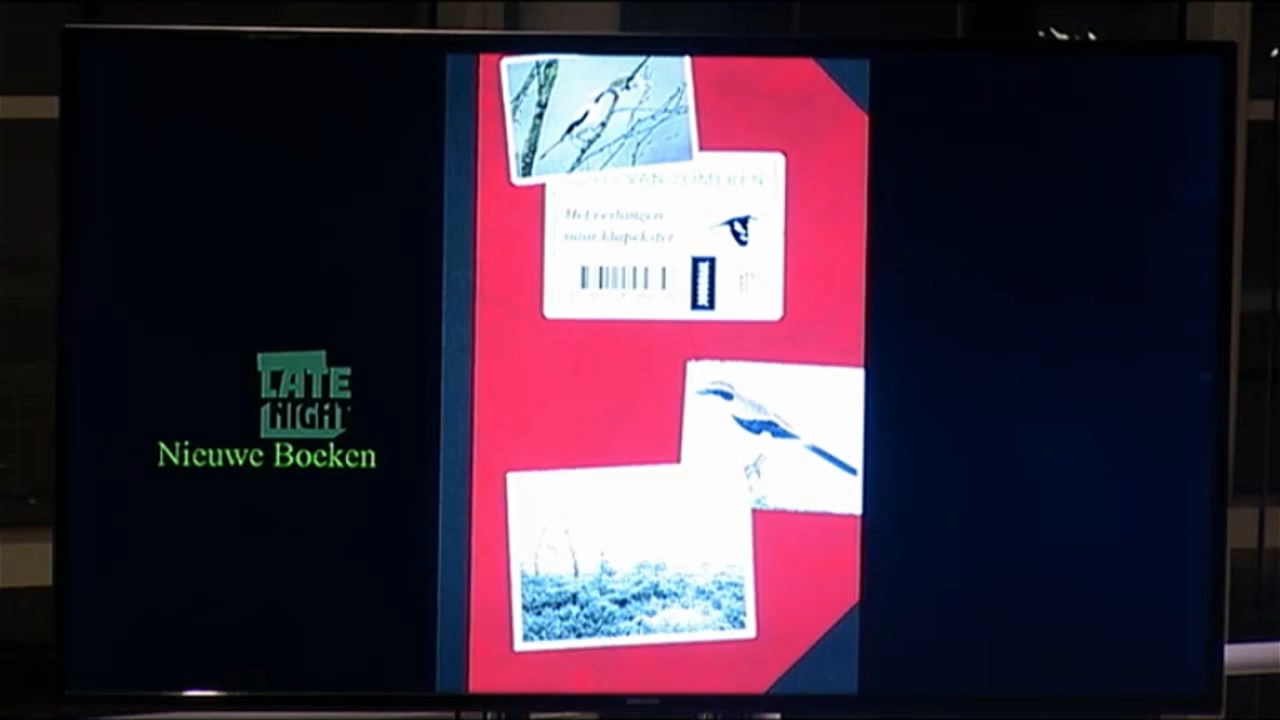 VAN ZOMEREN
Het verlangen
naar klapekster
LATE
NIGHT
Nieuwe Boeken